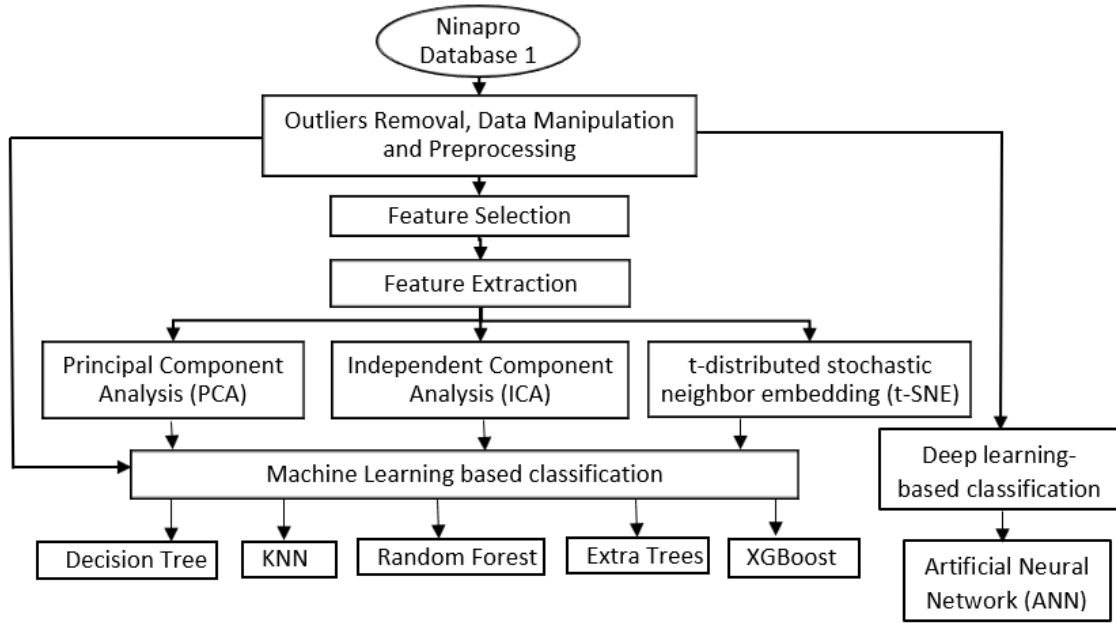 Ninapro
Database 1
Outliers Removal, Data Manipulation
and Preprocessing
Feature Selection
Feature Extraction
Principal Component
Analysis (PCA)
Independent Component
Analysis (ICA)
t-distributed stochastic
neighbor embedding (t-SNE)
Machine Learning based classification
Deep learning-
based classification
Decision Tree
KNN
Random Forest
Extra Trees
XGBoost
Artificial Neural
Network (ANN)